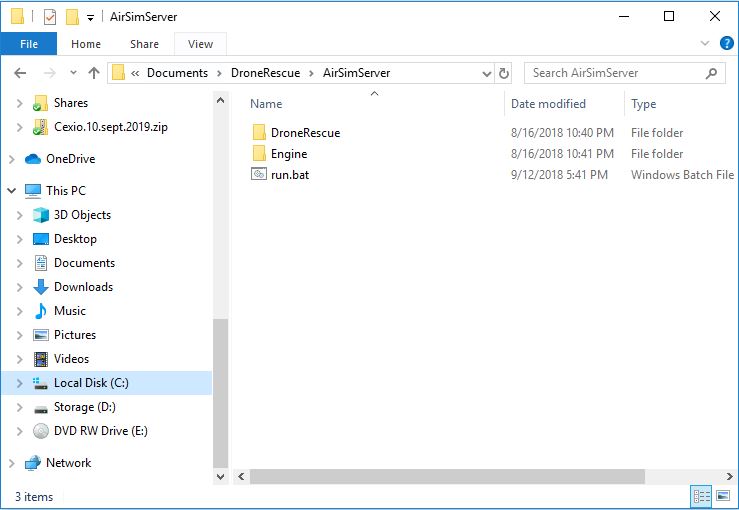 AirSimServer
File Home Share View
« Documents > DroneRescue > AirSimServer Search AirSimServer
Name Date modified Type
Shares
Cexio.10.sept.2019.zip
OneDrive
This PC
3D Objects
Desktop
Documents
Downloads
Music
Pictures
Videos
Local Disk (C:)
Storage (D:)
DVD RW Drive (E:)
Network
DroneRescue 8/16/2018 10:40 PM File folder
Engine 8/16/2018 10:41 PM File folder
run.bat 9/12/2018 5:41 PM Windows Batch File
3 items